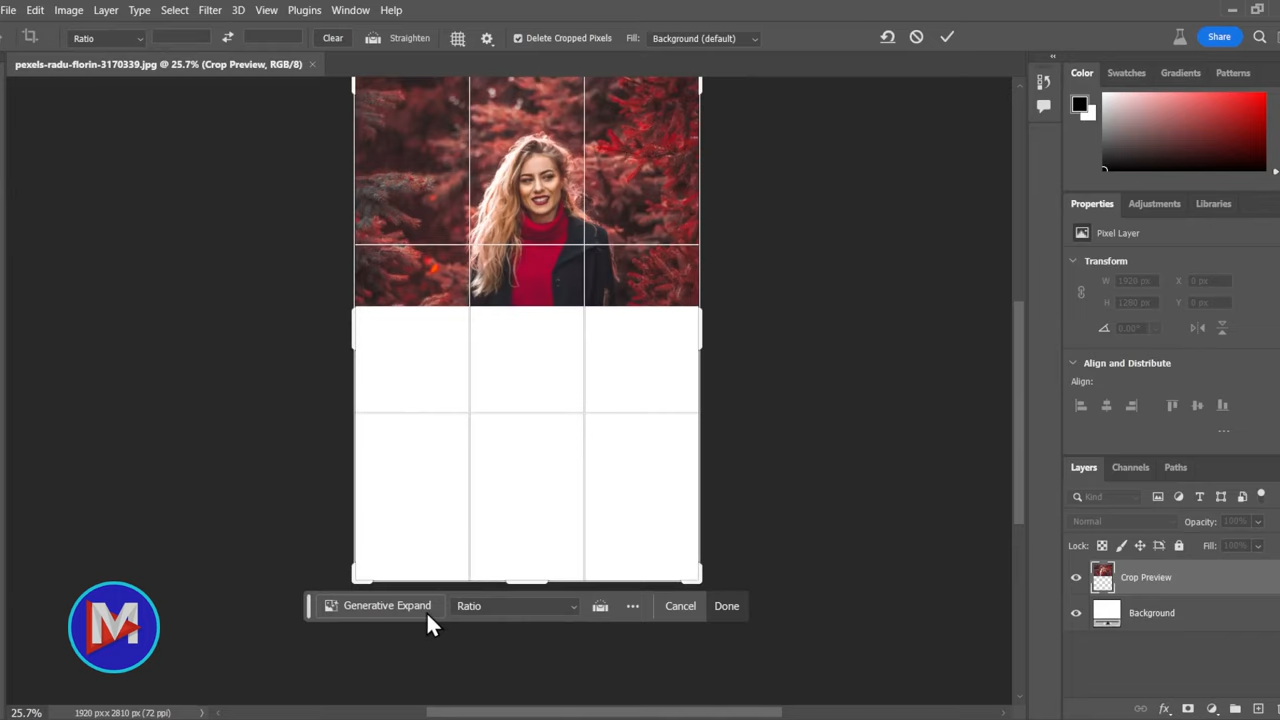 File Edit Image Layer Type Select Filter 3D View Plugins Window Help
Ratio Clear Straighten Delete Cropped Pixels Fill: Background (default) Share
pexels-radu-florin-3170339.jpg @ 25.7% (Crop Preview, RGB/8) ×
Color Swatches Gradients Patterns
Properties Adjustments Libraries
Pixel Layer
Transform
W 1920 px X 0 px
H 1280 px Y 0 px
0.00°
Align and Distribute
Align:
Layers Channels Paths
Kind
Normal Opacity: 100%
Lock: Fill: 100%
Crop Preview
Background
Generative Expand Ratio Cancel Done
M
25.7% 1920 px x 2810 px (72 ppi)